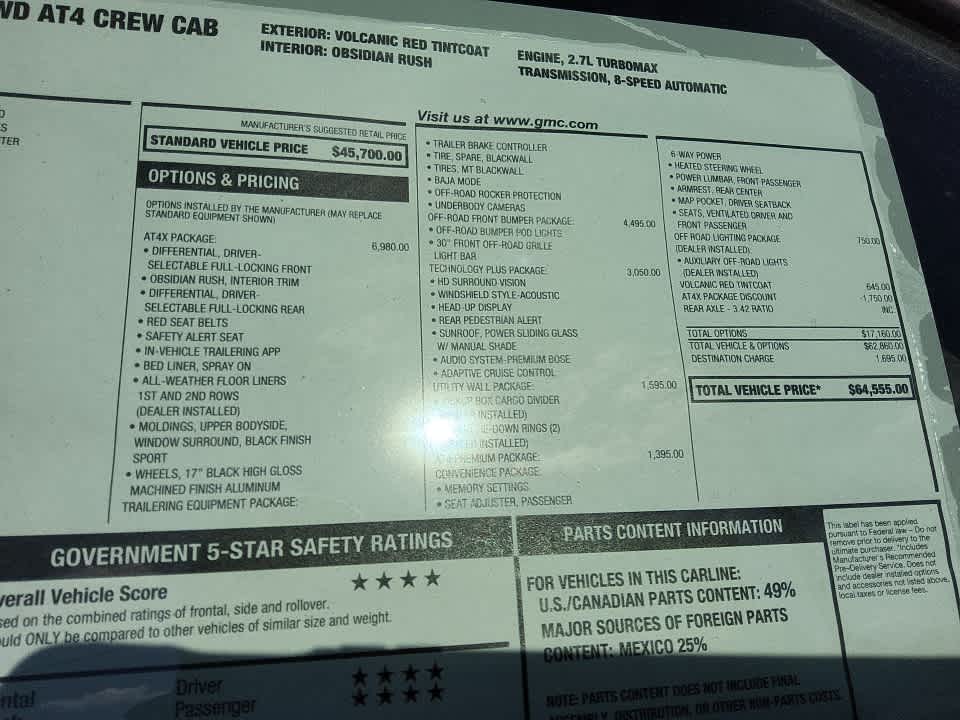 WD AT4 CREW CAB
EXTERIOR: VOLCANIC RED TINTCOAT
INTERIOR: OBSIDIAN RUSH
ENGINE, 2.7L TURBOMAX
TRANSMISSION, 8-SPEED AUTOMATIC
MANUFACTURER'S SUGGESTED RETAIL PRICE
STANDARD VEHICLE PRICE $45,700.00
OPTIONS & PRICING
OPTIONS INSTALLED BY THE MANUFACTURER (MAY REPLACE
STANDARD EQUIPMENT SHOWN)
AT4X PACKAGE: 6,980.00
• DIFFERENTIAL, DRIVER-
SELECTABLE FULL-LOCKING FRONT
• OBSIDIAN RUSH, INTERIOR TRIM
• DIFFERENTIAL, DRIVER-
SELECTABLE FULL-LOCKING REAR
• RED SEAT BELTS
• SAFETY ALERT SEAT
• IN-VEHICLE TRAILERING APP
• BED LINER, SPRAY ON
• ALL-WEATHER FLOOR LINERS
1ST AND 2ND ROWS
(DEALER INSTALLED)
• MOLDINGS, UPPER BODYSIDE,
WINDOW SURROUND, BLACK FINISH
SPORT
• WHEELS, 17" BLACK HIGH GLOSS
MACHINED FINISH ALUMINUM
TRAILERING EQUIPMENT PACKAGE:
Visit us at www.gmc.com
• TRAILER BRAKE CONTROLLER
• TIRE, SPARE, BLACKWALL
• TIRES, MT BLACKWALL
• BAJA MODE
• OFF-ROAD ROCKER PROTECTION
• UNDERBODY CAMERAS
OFF-ROAD FRONT BUMPER PACKAGE: 4,495.00
• OFF-ROAD BUMPER POD LIGHTS
• 30" FRONT OFF-ROAD GRILLE
LIGHT BAR
TECHNOLOGY PLUS PACKAGE: 3,050.00
• HD SURROUND VISION
• WINDSHIELD STYLE-ACOUSTIC
• HEAD-UP DISPLAY
• REAR PEDESTRIAN ALERT
• SUNROOF, POWER SLIDING GLASS
W/ MANUAL SHADE
• AUDIO SYSTEM-PREMIUM BOSE
• ADAPTIVE CRUISE CONTROL
UTILITY WALL PACKAGE: 1,595.00
BOX CARGO DIVIDER
INSTALLED)
DOWN RINGS (2)
INSTALLED)
PREMIUM PACKAGE: 1,395.00
CONVENIENCE PACKAGE:
• MEMORY SETTINGS
• SEAT ADJUSTER, PASSENGER
6-WAY POWER
• HEATED STEERING WHEEL
• POWER LUMBAR, FRONT PASSENGER
• ARMREST, REAR CENTER
• MAP POCKET, DRIVER SEATBACK
• SEATS, VENTILATED DRIVER AND
FRONT PASSENGER
OFF ROAD LIGHTING PACKAGE 750.00
(DEALER INSTALLED):
• AUXILIARY OFF-ROAD LIGHTS
(DEALER INSTALLED)
VOLCANIC RED TINTCOAT 645.00
AT4X PACKAGE DISCOUNT -1,750.00
REAR AXLE - 3.42 RATIO INC
TOTAL OPTIONS $17,160.00
TOTAL VEHICLE & OPTIONS $62,860.00
DESTINATION CHARGE 1,695.00
TOTAL VEHICLE PRICE* $64,555.00
GOVERNMENT 5-STAR SAFETY RATINGS
verall Vehicle Score ★★★★
sed on the combined ratings of frontal, side and rollover.
ould ONLY be compared to other vehicles of similar size and weight.
ntal
Driver ★★★★
Passenger ★★★★
PARTS CONTENT INFORMATION
FOR VEHICLES IN THIS CARLINE:
U.S./CANADIAN PARTS CONTENT: 49%
MAJOR SOURCES OF FOREIGN PARTS
CONTENT: MEXICO 25%
NOTE: PARTS CONTENT DOES NOT INCLUDE FINAL
ASSEMBLY, DISTRIBUTION, OR OTHER NON-PARTS COSTS.
This label has been applied
pursuant to Federal law – Do not
remove prior to delivery to the
ultimate purchaser. *Includes
Manufacturer's Recommended
Pre-Delivery Service. Does not
include dealer installed options
and accessories not listed above,
local taxes or license fees.